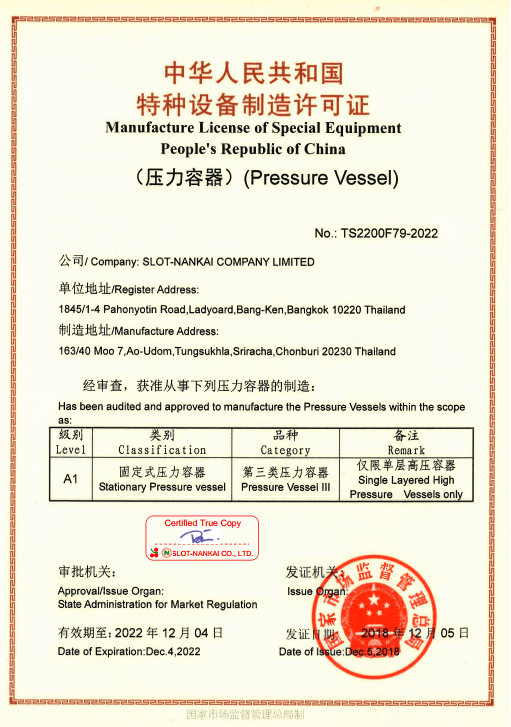 中华人民共和国
特种设备制造许可证
Manufacture License of Special Equipment
People's Republic of China
（压力容器）(Pressure Vessel)
No.: TS2200F79-2022
公司/ Company: SLOT-NANKAI COMPANY LIMITED
单位地址/Register Address:
1845/1-4 Pahonyotin Road,Ladyoard,Bang-Ken,Bangkok 10220 Thailand
制造地址/Manufacture Address:
163/40 Moo 7,Ao-Udom,Tungsukhla,Sriracha,Chonburi 20230 Thailand
经审查，获准从事下列压力容器的制造：
Has been audited and approved to manufacture the Pressure Vessels within the scope
as:
级别 类别 品种 备注
Level Classification Category Remark
A1 固定式压力容器 Stationary Pressure vessel 第三类压力容器 Pressure Vessel III 仅限单层高压容器 Single Layered High Pressure Vessels only
Certified True Copy
SLOT-NANKAI CO., LTD.
审批机关： 发证机关：
Approval/Issue Organ: Issue Organ:
State Administration for Market Regulation
国家市场监督管理总局
有效期至：2022 年 12 月 04 日 发证日期：2018 年 12 月 05 日
Date of Expiration:Dec.4,2022 Date of Issue:Dec.5,2018
国家市场监督管理总局制